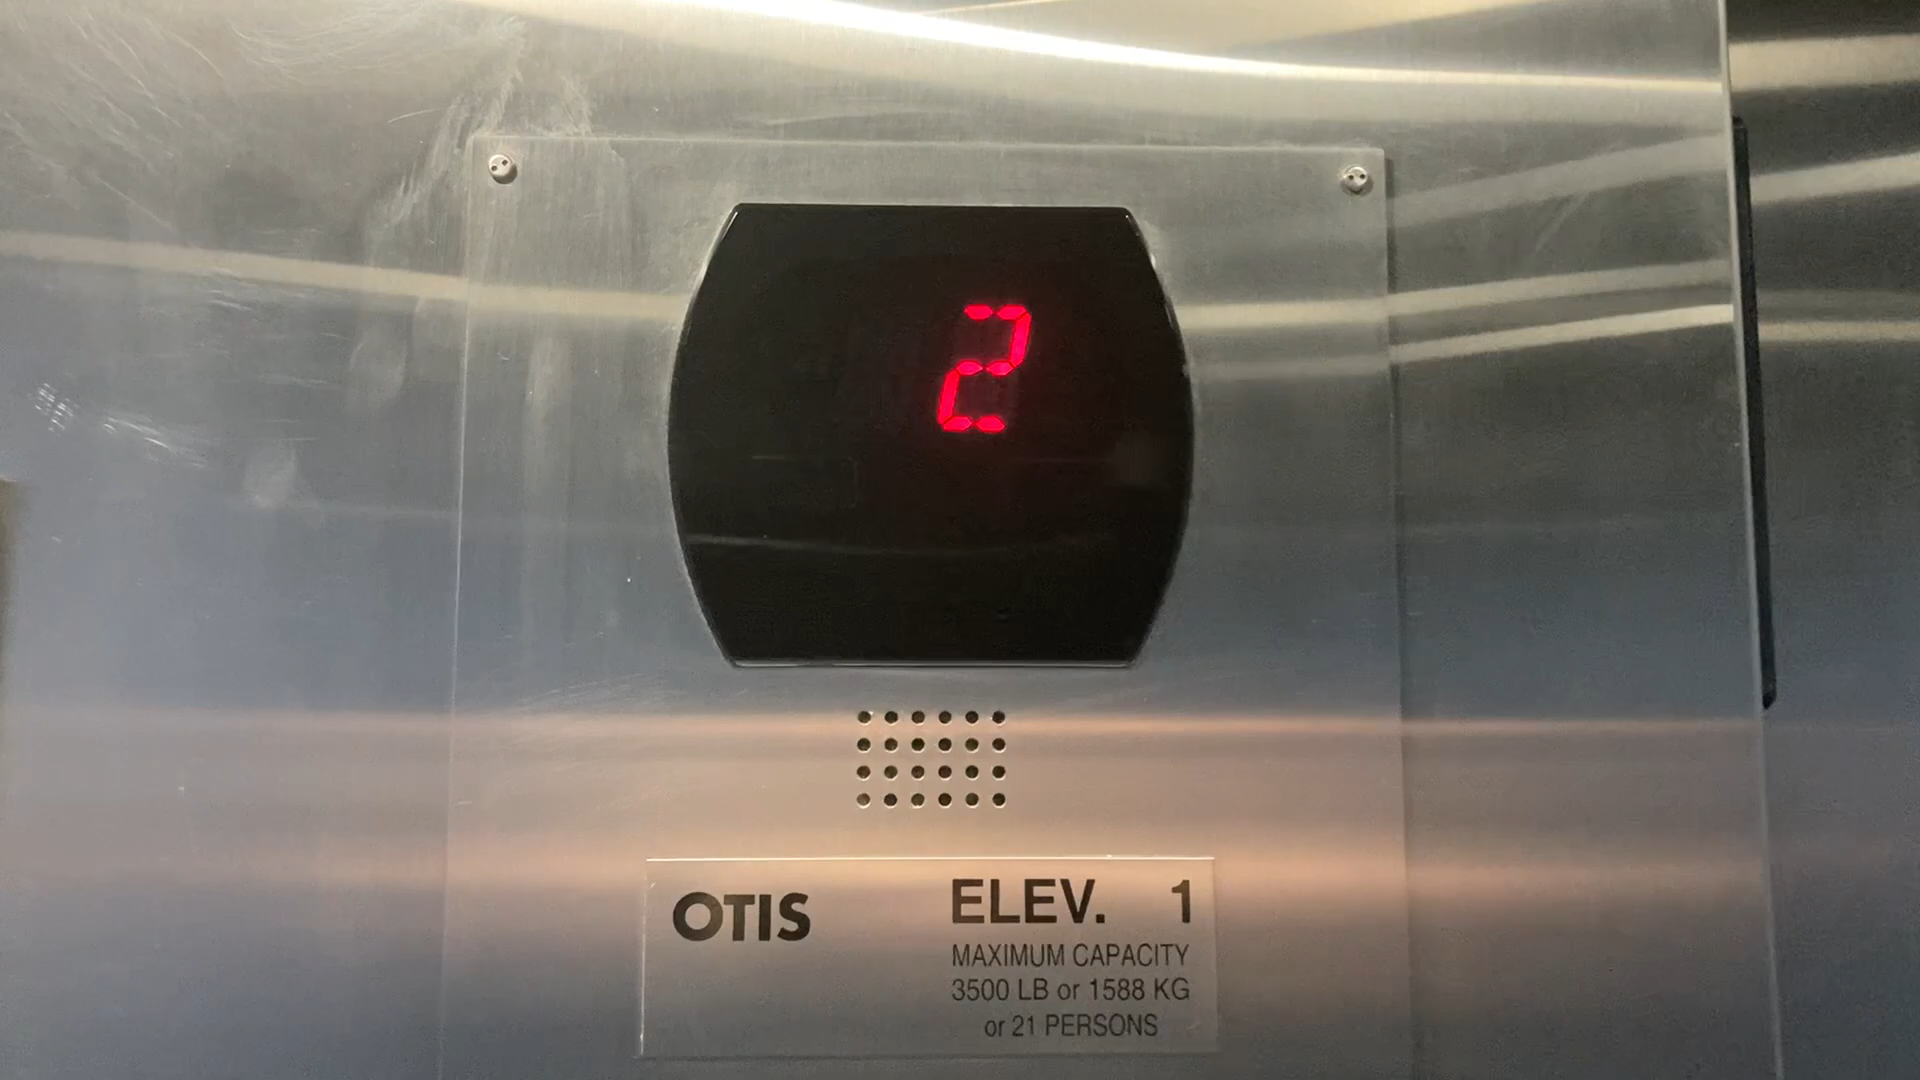 2
OTIS ELEV. 1
MAXIMUM CAPACITY
3500 LB or 1588 KG
or 21 PERSONS